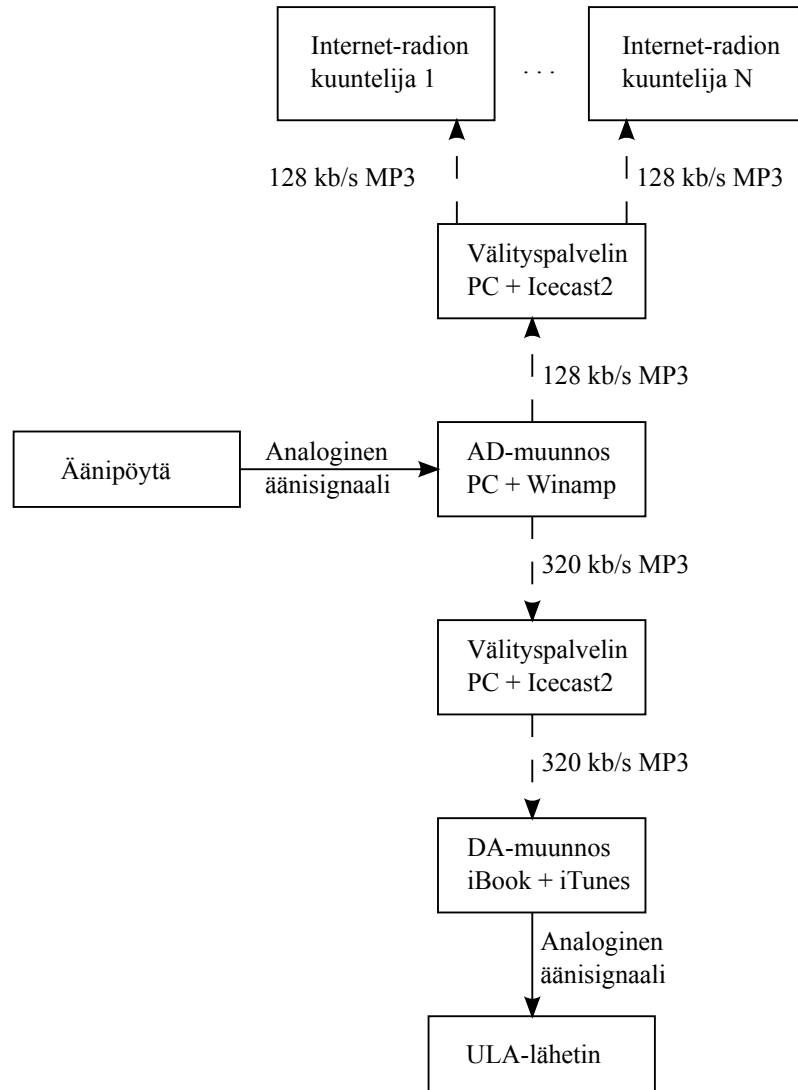 Internet-radion
kuuntelija 1
. . .
Internet-radion
kuuntelija N
128 kb/s MP3
128 kb/s MP3
Välityspalvelin
PC + Icecast2
128 kb/s MP3
Äänipöytä
Analoginen
äänisignaali
AD-muunnos
PC + Winamp
320 kb/s MP3
Välityspalvelin
PC + Icecast2
320 kb/s MP3
DA-muunnos
iBook + iTunes
Analoginen
äänisignaali
ULA-lähetin